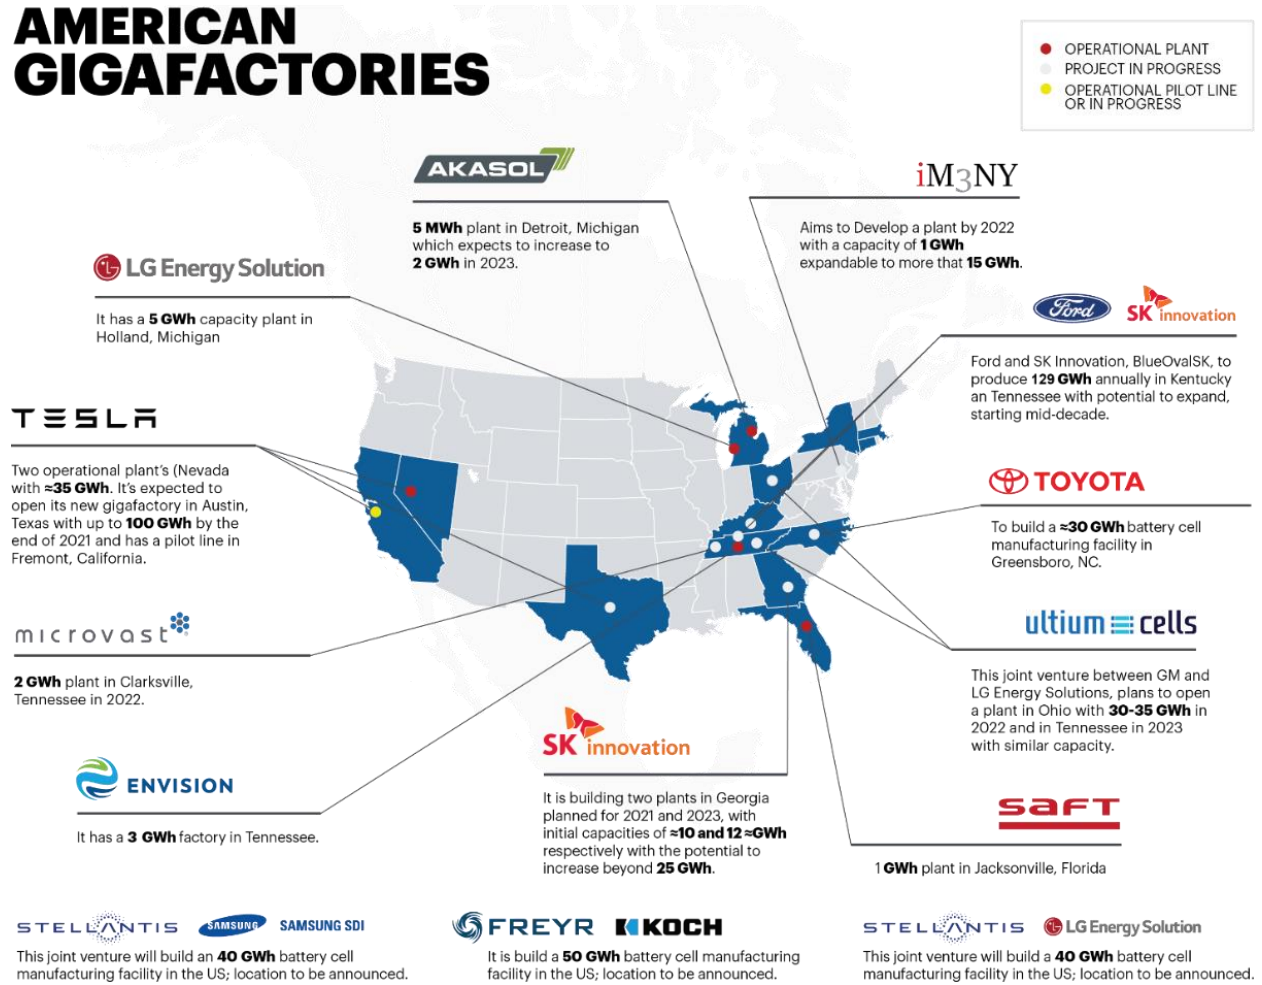 AMERICAN
GIGAFACTORIES
OPERATIONAL PLANT
PROJECT IN PROGRESS
OPERATIONAL PILOT LINE
OR IN PROGRESS
AKASOL
5 MWh plant in Detroit, Michigan
which expects to increase to
2 GWh in 2023.
iM3NY
Aims to Develop a plant by 2022
with a capacity of 1 GWh
expandable to more that 15 GWh.
LG Energy Solution
It has a 5 GWh capacity plant in
Holland, Michigan
Ford SK innovation
Ford and SK Innovation, BlueOvalSK, to
produce 129 GWh annually in Kentucky
an Tennessee with potential to expand,
starting mid-decade.
TESLA
Two operational plant's (Nevada
with ≈35 GWh. It's expected to
open its new gigafactory in Austin,
Texas with up to 100 GWh by the
end of 2021 and has a pilot line in
Fremont, California.
TOYOTA
To build a ≈30 GWh battery cell
manufacturing facility in
Greensboro, NC.
microvast
2 GWh plant in Clarksville,
Tennessee in 2022.
ultium cells
This joint venture between GM and
LG Energy Solutions, plans to open
a plant in Ohio with 30-35 GWh in
2022 and in Tennessee in 2023
with similar capacity.
ENVISION
It has a 3 GWh factory in Tennessee.
SK innovation
It is building two plants in Georgia
planned for 2021 and 2023, with
initial capacities of ≈10 and 12 ≈GWh
respectively with the potential to
increase beyond 25 GWh.
saft
1 GWh plant in Jacksonville, Florida
STELLANTIS SAMSUNG SAMSUNG SDI
This joint venture will build an 40 GWh battery cell
manufacturing facility in the US; location to be announced.
FREYR KOCH
It is build a 50 GWh battery cell manufacturing
facility in the US; location to be announced.
STELLANTIS LG Energy Solution
This joint venture will build a 40 GWh battery cell
manufacturing facility in the US; location to be announced.